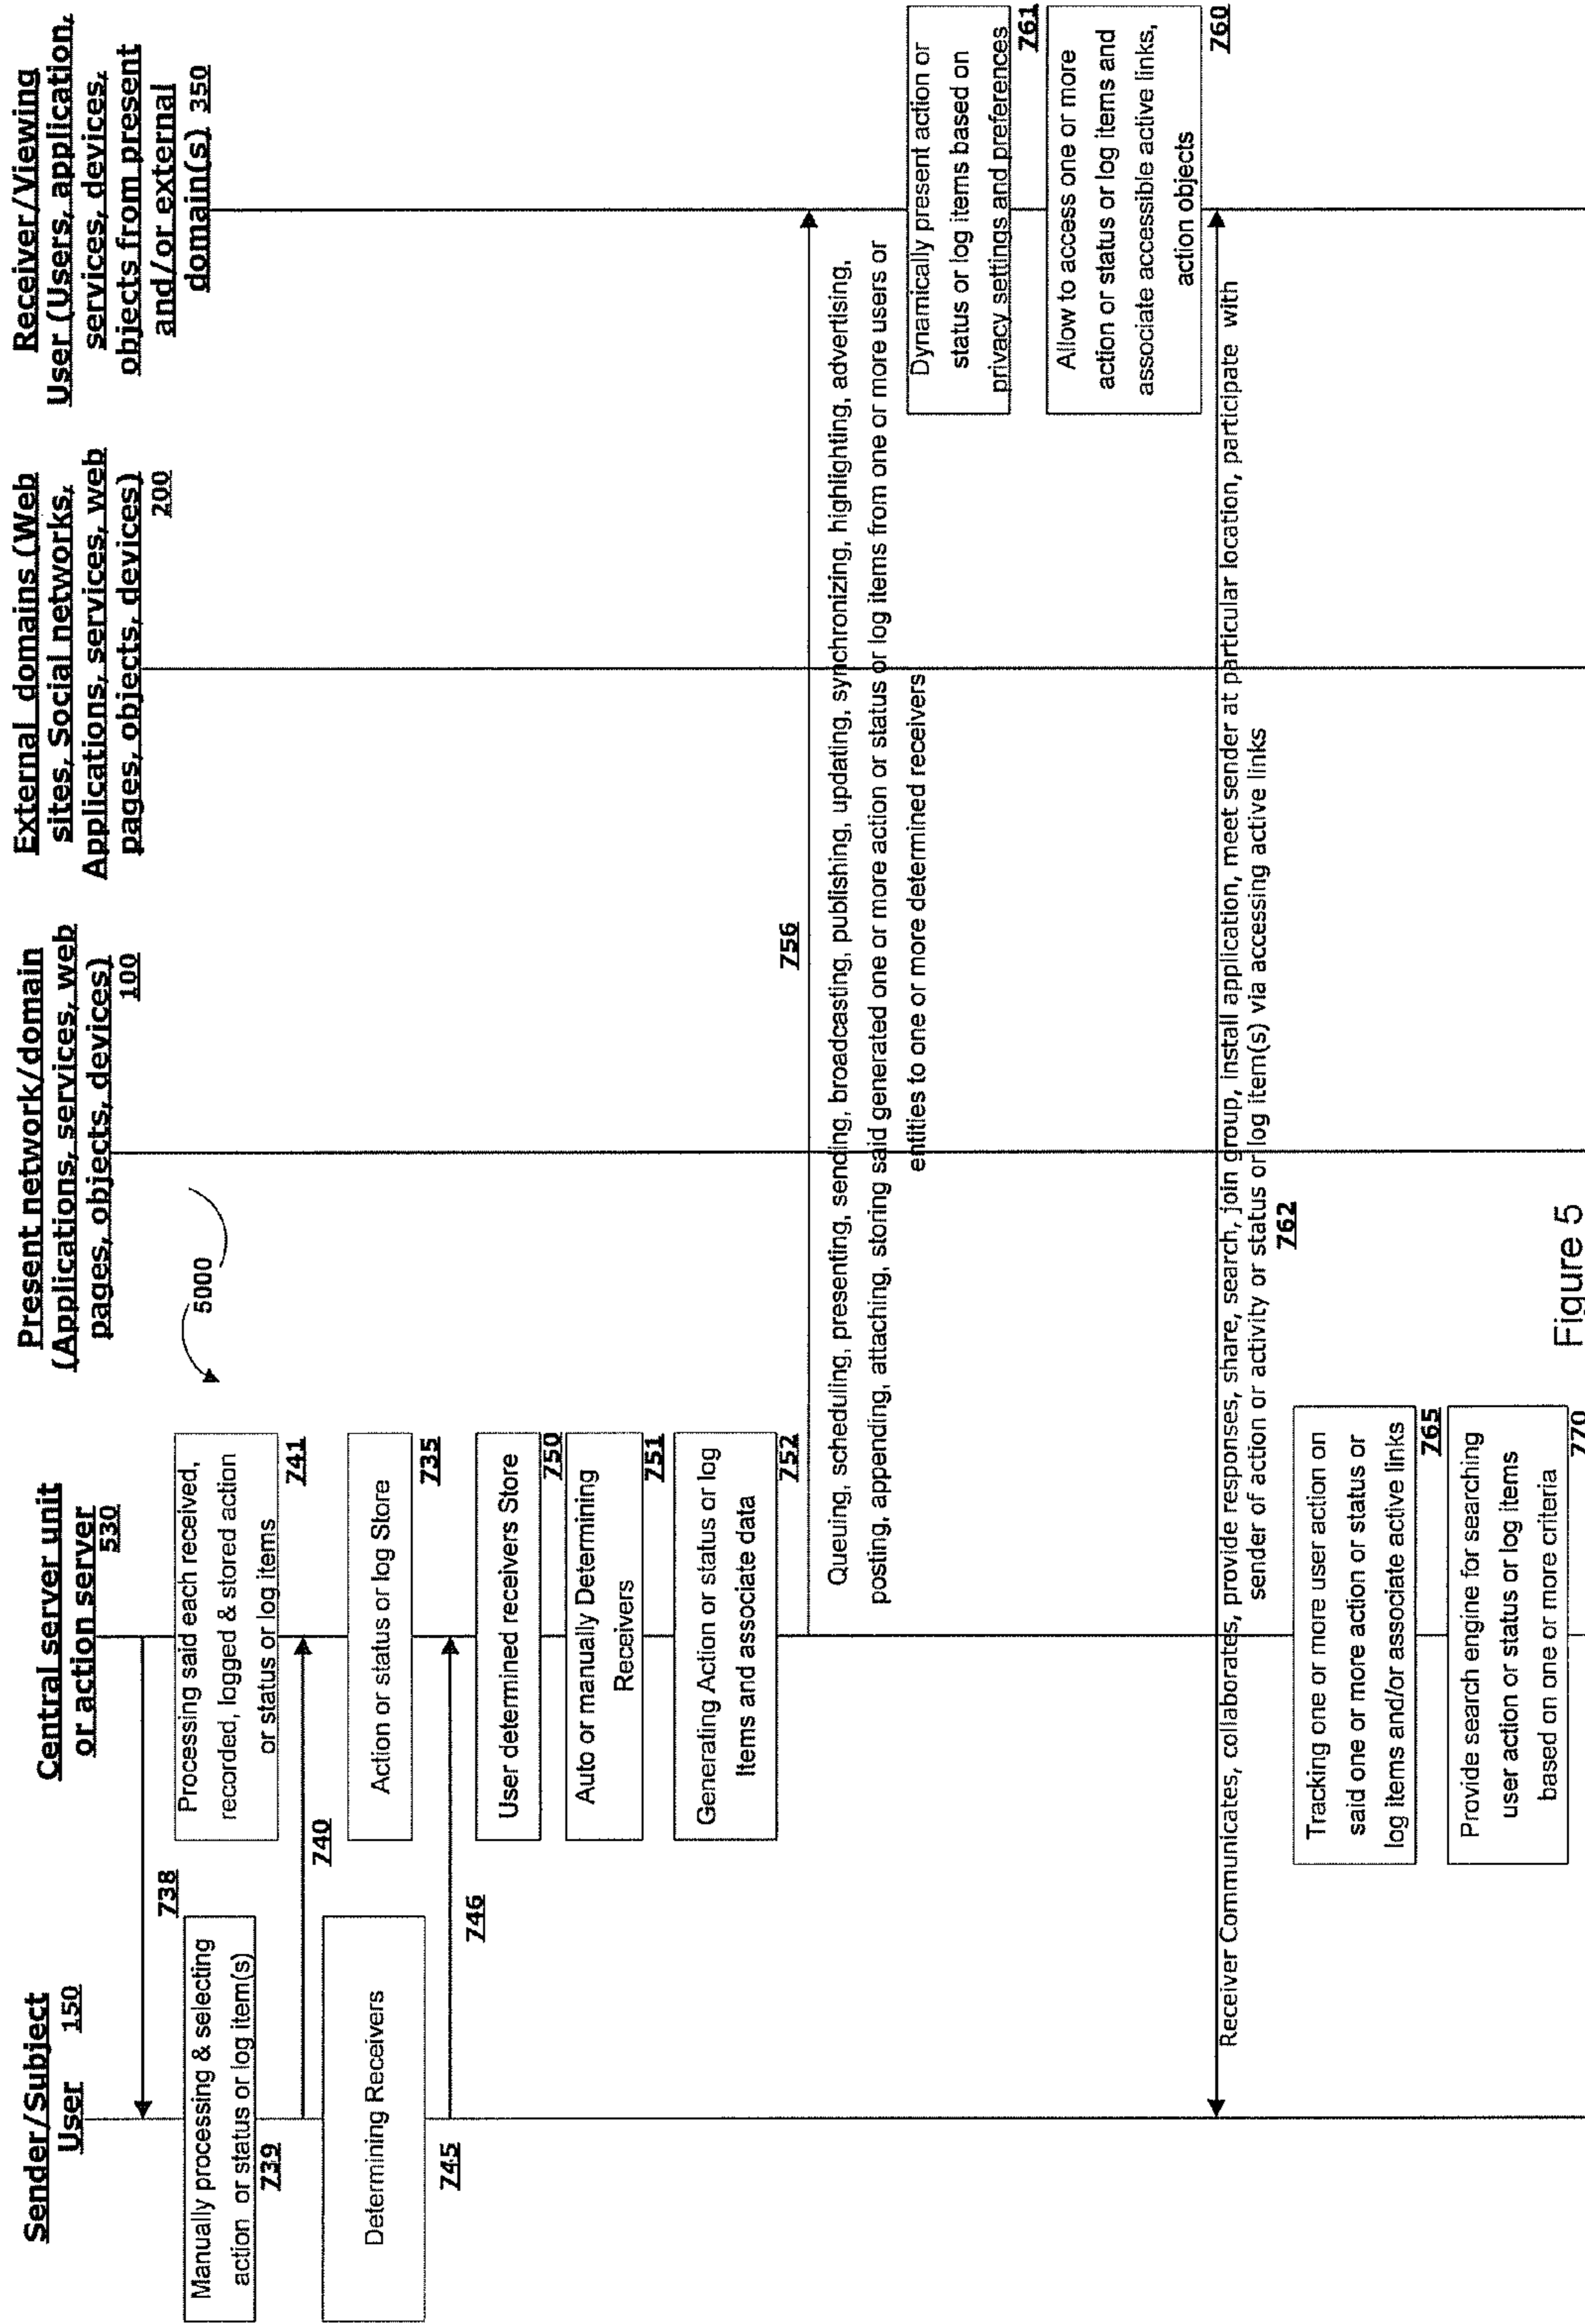 Sender/Subject
User 150
Central server unit
or action server
530
Present network/domain
(Applications, services, web
pages, objects, devices)
100
External domains (Web
sites, Social networks,
Applications, services, web
pages, objects, devices)
200
Receiver/Viewing
User (Users, application,
services, devices,
objects from present
and/or external
domain(s) 350
5000
738
Manually processing & selecting
action or status or log item(s)
739
Processing said each received,
recorded, logged & stored action
or status or log items
741
740
Determining Receivers
745
Action or status or log Store
735
746
User determined receivers Store
750
Auto or manually Determining
Receivers
751
Generating Action or status or log
Items and associate data
752
756
Queuing, scheduling, presenting, sending, broadcasting, publishing, updating, synchronizing, highlighting, advertising,
posting, appending, attaching, storing said generated one or more action or status or log items from one or more users or
entities to one or more determined receivers
Dynamically present action or
status or log items based on
privacy settings and preferences
761
Allow to access one or more
action or status or log items and
associate accessible active links,
action objects
760
Receiver Communicates, collaborates, provide responses, share, search, join group, install application, meet sender at particular location, participate with
sender of action or activity or status or log item(s) via accessing active links
762
Tracking one or more user action on
said one or more action or status or
log items and/or associate active links
765
Provide search engine for searching
user action or status or log items
based on one or more criteria
770
Figure 5